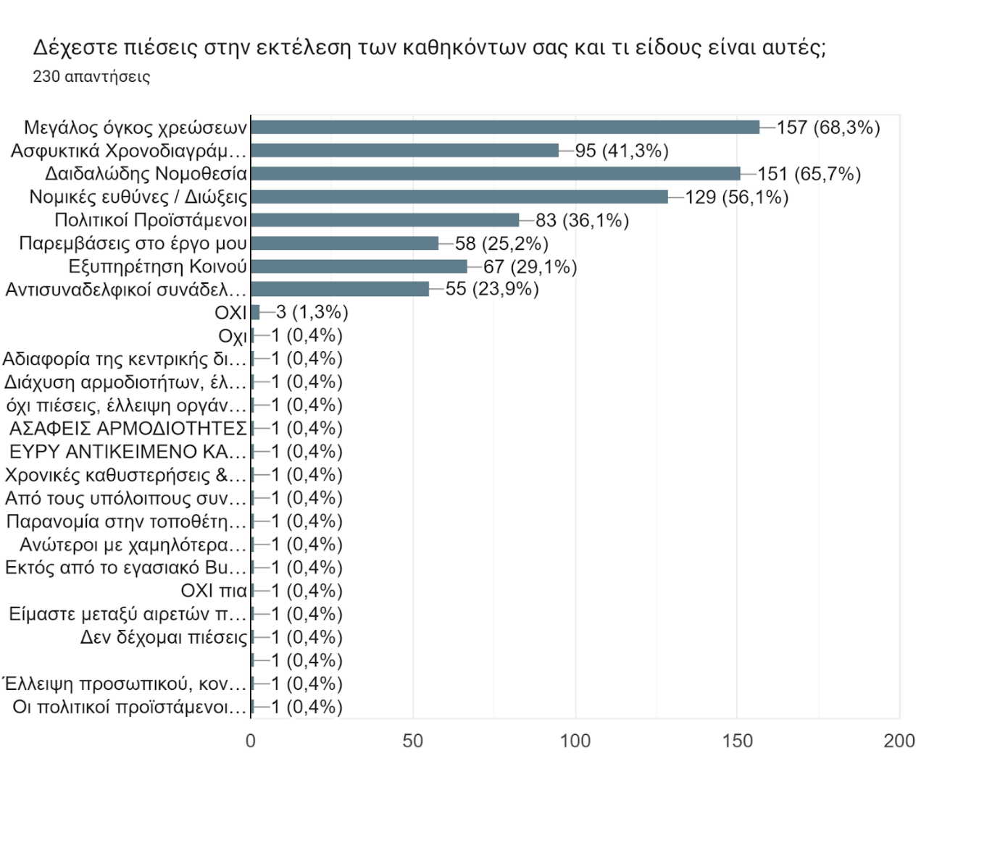 Δέχεστε πιέσεις στην εκτέλεση των καθηκόντων σας και τι είδους είναι αυτές;
230 απαντήσεις
Μεγάλος όγκος χρεώσεων 157 (68,3%)
Ασφυκτικά Χρονοδιαγράμ… 95 (41,3%)
Δαιδαλώδης Νομοθεσία 151 (65,7%)
Νομικές ευθύνες / Διώξεις 129 (56,1%)
Πολιτικοί Προϊστάμενοι 83 (36,1%)
Παρεμβάσεις στο έργο μου 58 (25,2%)
Εξυπηρέτηση Κοινού 67 (29,1%)
Αντισυναδελφικοί συνάδελ… 55 (23,9%)
ΟΧΙ 3 (1,3%)
Οχι 1 (0,4%)
Αδιαφορία της κεντρικής δι… 1 (0,4%)
Διάχυση αρμοδιοτήτων, έλ… 1 (0,4%)
όχι πιέσεις, έλλειψη οργάν… 1 (0,4%)
ΑΣΑΦΕΙΣ ΑΡΜΟΔΙΟΤΗΤΕΣ 1 (0,4%)
ΕΥΡΥ ΑΝΤΙΚΕΙΜΕΝΟ ΚΑ… 1 (0,4%)
Χρονικές καθυστερήσεις &… 1 (0,4%)
Από τους υπόλοιπους συν… 1 (0,4%)
Παρανομία στην τοποθέτη… 1 (0,4%)
Ανώτεροι με χαμηλότερα… 1 (0,4%)
Εκτός από το εγασιακό Bu… 1 (0,4%)
ΟΧΙ πια 1 (0,4%)
Είμαστε μεταξύ αιρετών π… 1 (0,4%)
Δεν δέχομαι πιέσεις 1 (0,4%)
1 (0,4%)
Έλλειψη προσωπικού, κον… 1 (0,4%)
Οι πολιτικοί προϊστάμενοι… 1 (0,4%)
0 50 100 150 200